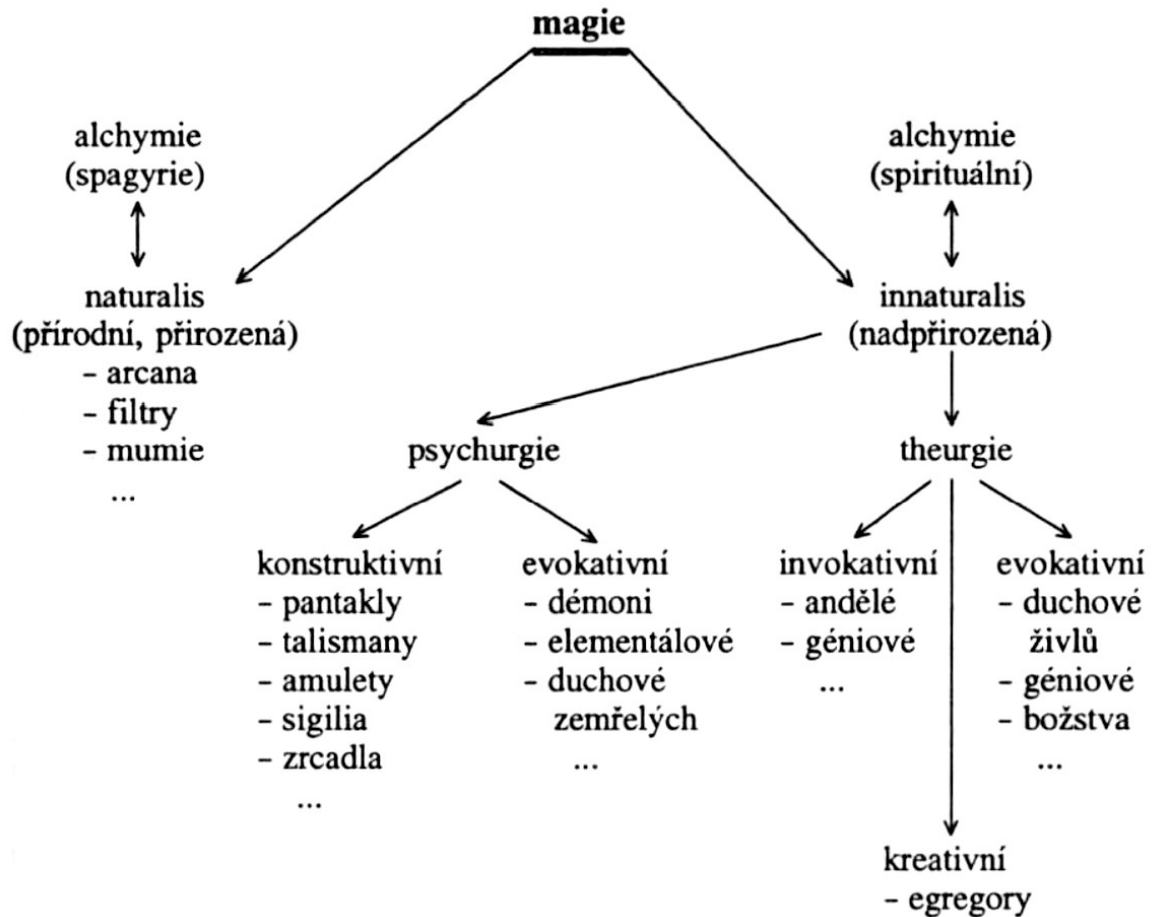 magie
alchymie
(spagyrie)
alchymie
(spirituální)
naturalis
(přírodní, přirozená)
- arcana
- filtry
- mumie
...
innaturalis
(nadpřirozená)
psychurgie
theurgie
konstruktivní
- pantakly
- talismany
- amulety
- sigilia
- zrcadla
...
evokativní
- démoni
- elementálové
- duchové
zemřelých
...
invokativní
- andělé
- géniové
...
evokativní
- duchové
živlů
- géniové
- božstva
...
kreativní
- egregory